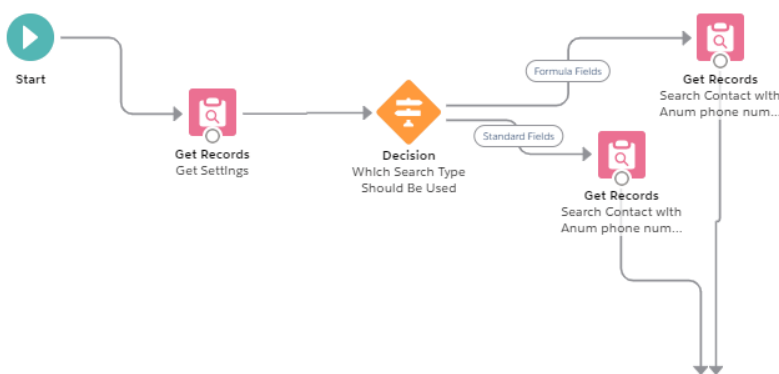 Start
Get Records
Get Settings
Decision
Which Search Type
Should Be Used
Formula Fields
Standard Fields
Get Records
Search Contact with
Anum phone num...
Get Records
Search Contact with
Anum phone num...